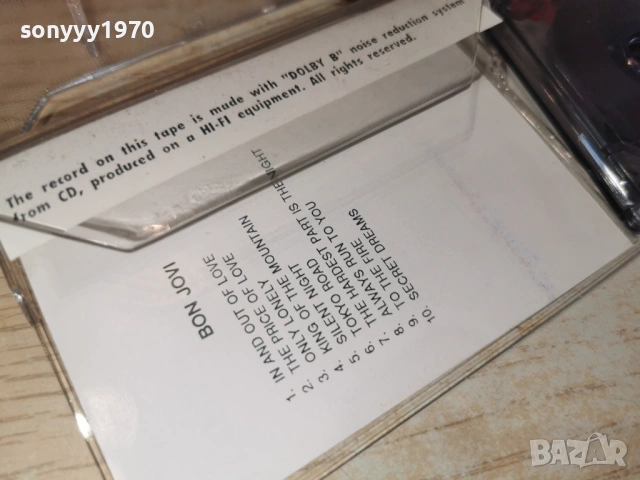 sonyyy1970
The record on this tape is made with "DOLBY B" noise reduction system
from CD, produced on a HI-FI equipment. All rights reserved.
BON JOVI
1. IN AND OUT OF LOVE
2. THE PRICE OF LOVE
3. ONLY LONELY
4. KING OF THE MOUNTAIN
5. SILENT NIGHT
6. TOKYO ROAD
7. THE HARDEST PART IS THE NIGHT
8. ALWAYS RUN TO YOU
9. TO THE FIRE
10. SECRET DREAMS
BAZAR